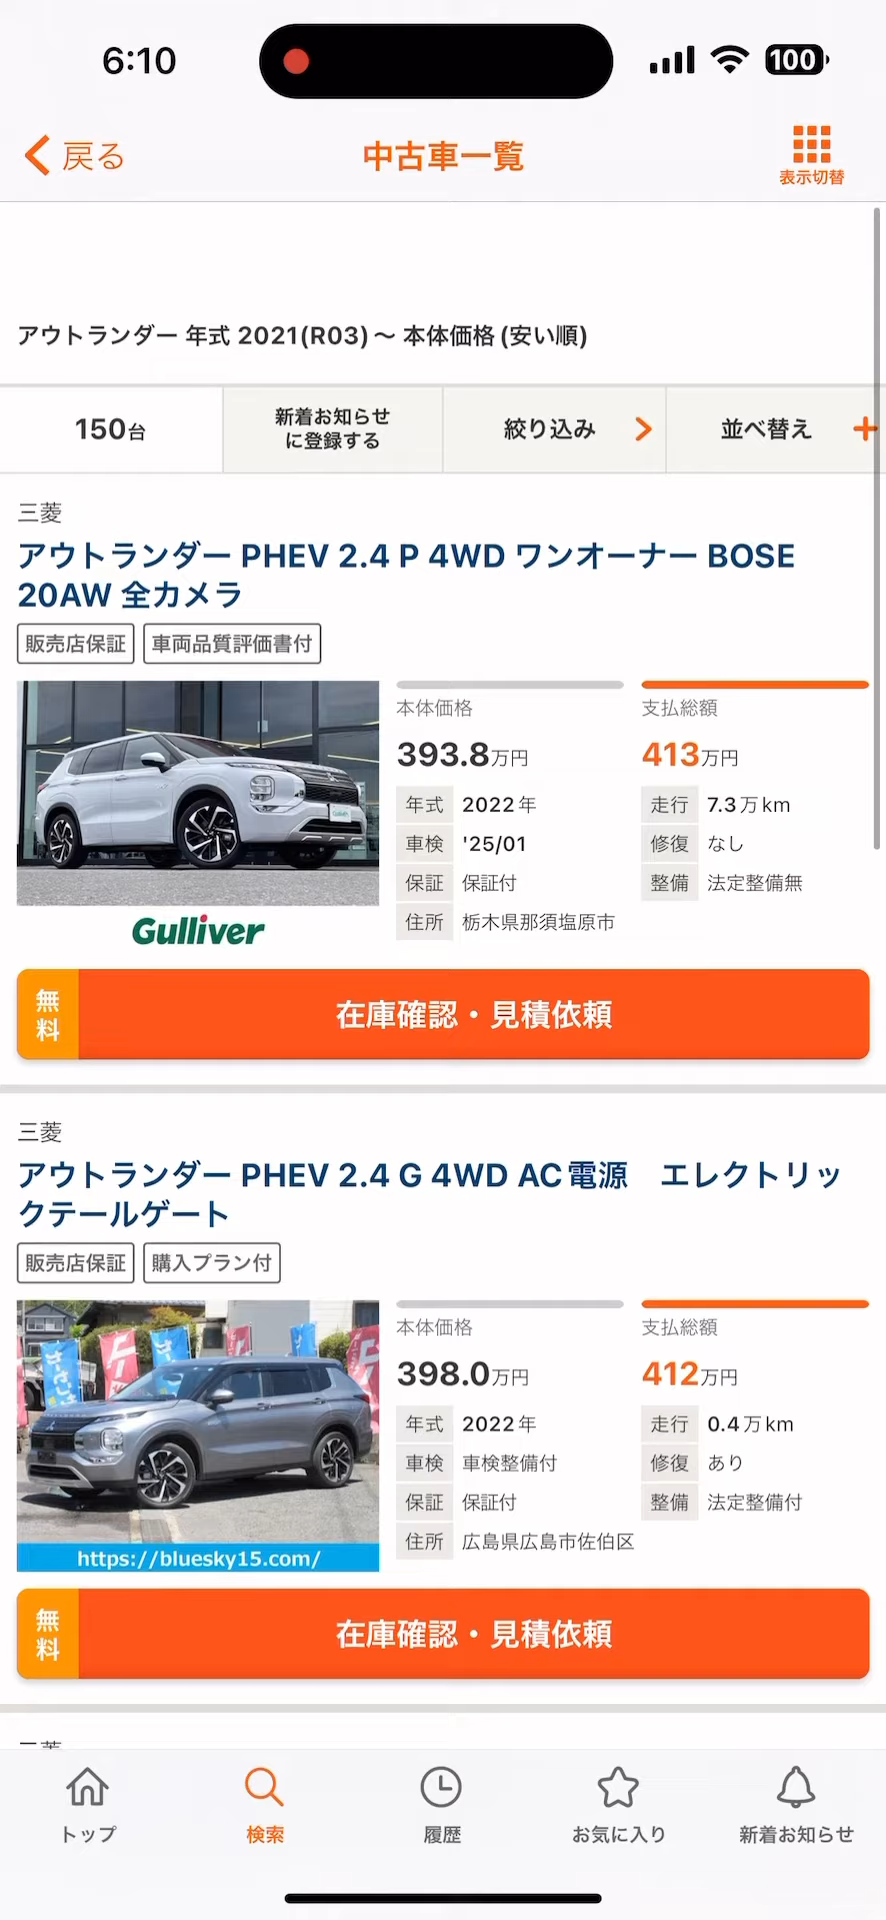 6:10
100
戻る
中古車一覧
表示切替
アウトランダー 年式 2021(R03)～ 本体価格 (安い順)
150台
新着お知らせ
に登録する
絞り込み
並べ替え
三菱
アウトランダー PHEV 2.4 P 4WD ワンオーナー BOSE
20AW 全カメラ
販売店保証
車両品質評価書付
本体価格
支払総額
393.8万円
413万円
年式 2022年
走行 7.3万km
車検 '25/01
修復 なし
保証 保証付
整備 法定整備無
住所 栃木県那須塩原市
Gulliver
無料
在庫確認・見積依頼
三菱
アウトランダー PHEV 2.4 G 4WD AC電源　エレクトリッ
クテールゲート
販売店保証
購入プラン付
本体価格
支払総額
398.0万円
412万円
年式 2022年
走行 0.4万km
車検 車検整備付
修復 あり
保証 保証付
整備 法定整備付
住所 広島県広島市佐伯区
https://bluesky15.com/
無料
在庫確認・見積依頼
三菱
トップ
検索
履歴
お気に入り
新着お知らせ